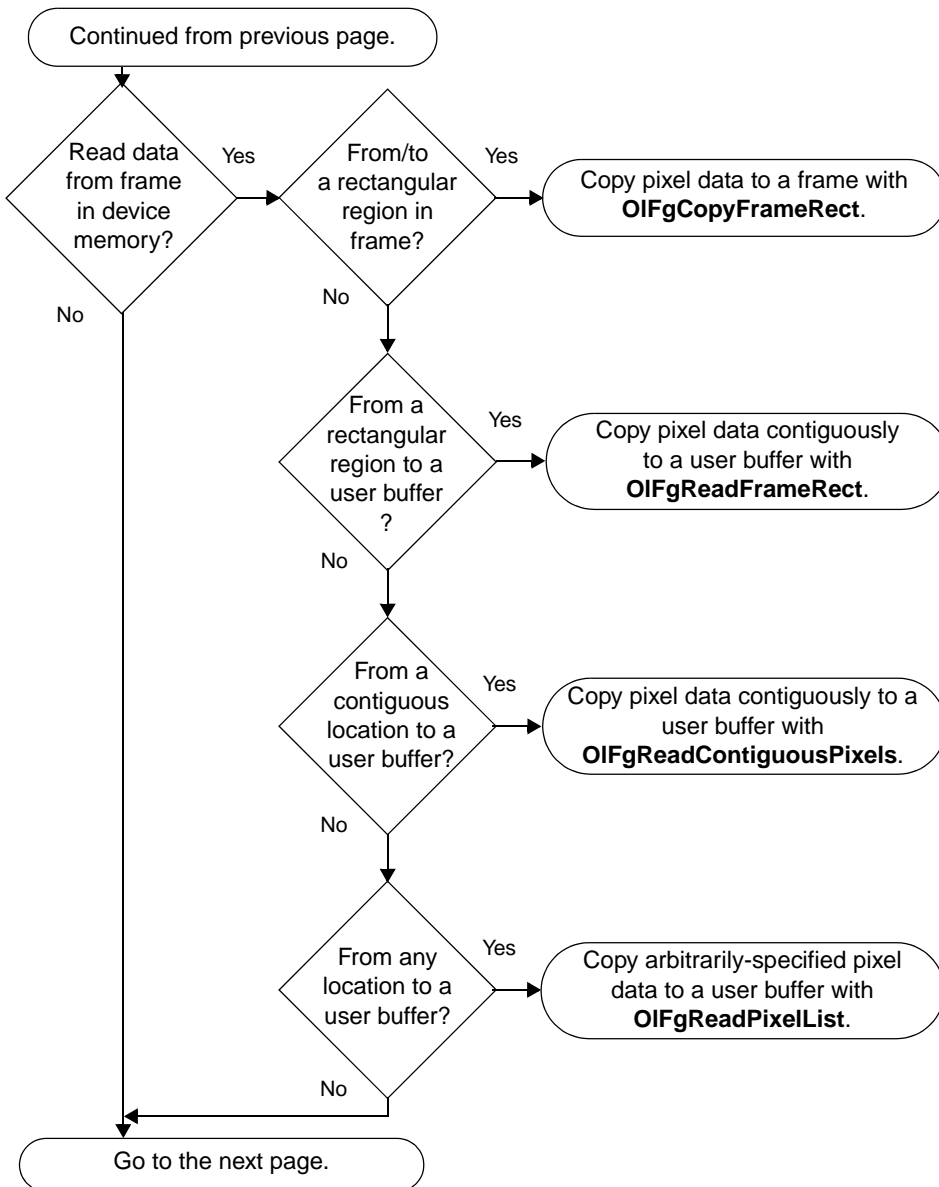 Continued from previous page.
Read data
from frame
in device
memory?
Yes
No
From/to
a rectangular
region in
frame?
Yes
No
Copy pixel data to a frame with
OlFgCopyFrameRect.
From a
rectangular
region to a
user buffer
?
Yes
No
Copy pixel data contiguously
to a user buffer with
OlFgReadFrameRect.
From a
contiguous
location to a
user buffer?
Yes
No
Copy pixel data contiguously to a
user buffer with
OlFgReadContiguousPixels.
From any
location to a
user buffer?
Yes
No
Copy arbitrarily-specified pixel
data to a user buffer with
OlFgReadPixelList.
Go to the next page.